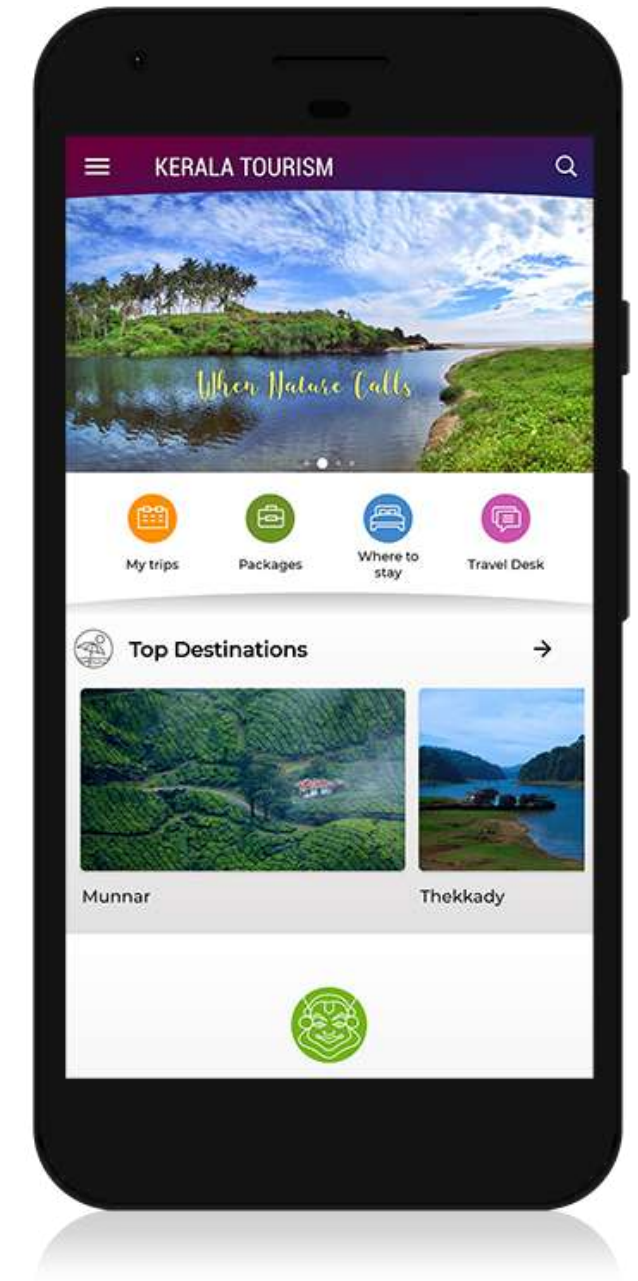 KERALA TOURISM
When Nature Calls
My trips
Packages
Where to
stay
Travel Desk
Top Destinations
Munnar
Thekkady